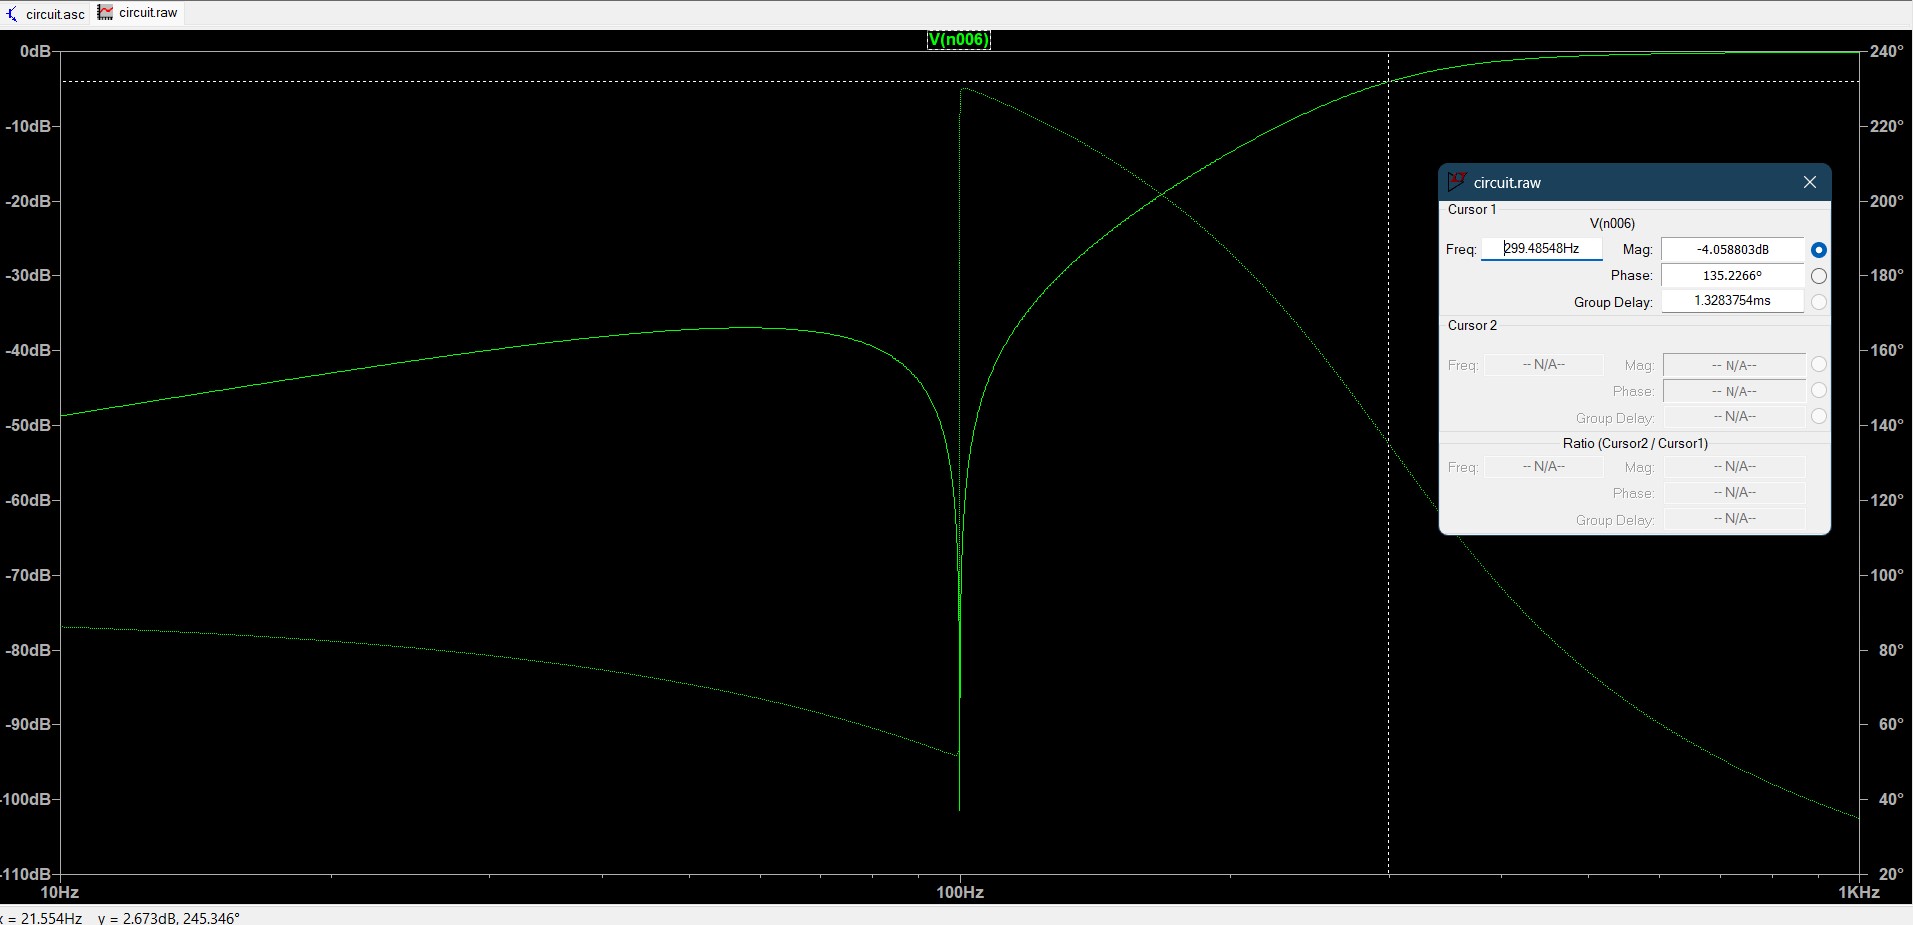 circuit.asc circuit.raw
V(n006)
0dB 240°
-10dB 220°
-20dB 200°
-30dB 180°
-40dB 160°
-50dB 140°
-60dB 120°
-70dB 100°
-80dB 80°
-90dB 60°
-100dB 40°
-110dB 20°
10Hz 100Hz 1KHz
circuit.raw
Cursor 1
V(n006)
Freq: 299.48548Hz Mag: -4.058803dB
Phase: 135.2266°
Group Delay: 1.3283754ms
Cursor 2
Freq: -- N/A-- Mag: -- N/A--
Phase: -- N/A--
Group Delay: -- N/A--
Ratio (Cursor2 / Cursor1)
Freq: -- N/A-- Mag: -- N/A--
Phase: -- N/A--
Group Delay: -- N/A--
x = 21.554Hz y = 2.673dB, 245.346°